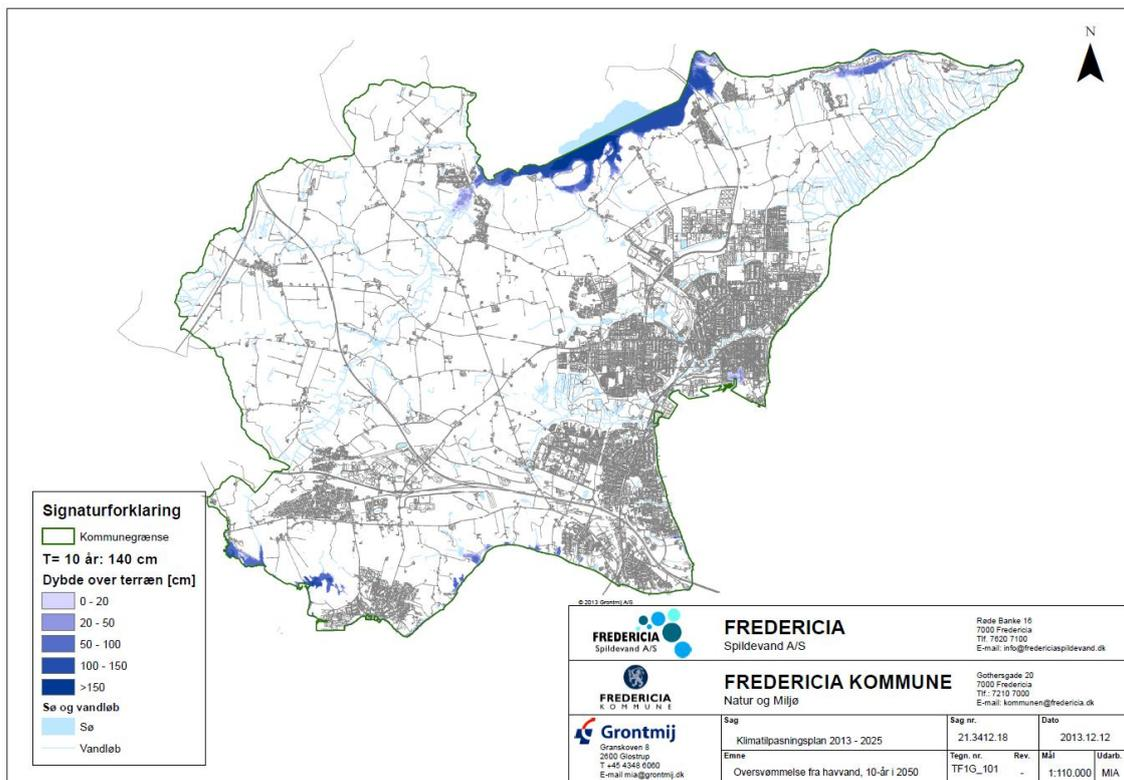 N
Signaturforklaring
Kommunegrænse
T= 10 år: 140 cm
Dybde over terræn [cm]
0 - 20
20 - 50
50 - 100
100 - 150
>150
Sø og vandløb
Sø
Vandløb
© 2013 Grontmij A/S
FREDERICIA
Spildevand A/S
FREDERICIA
Spildevand A/S
Røde Banke 16
7000 Fredericia
Tlf. 7620 7100
E-mail: info@fredericiaspildevand.dk
FREDERICIA
KOMMUNE
FREDERICIA KOMMUNE
Natur og Miljø
Gothersgade 20
7000 Fredericia
Tlf.: 7210 7000
E-mail: kommunen@fredericia.dk
Grontmij
Granskoven 8
2600 Glostrup
T +45 4348 6060
E-mail mia@grontmij.dk
Sag
Klimatilpasningsplan 2013 - 2025
Sag nr.
21.3412.18
Dato
2013.12.12
Emne
Oversvømmelse fra havvand, 10-år i 2050
Tegn. nr.
TF1G_101
Rev.
-
Mål
1:110.000
Udarb.
MIA